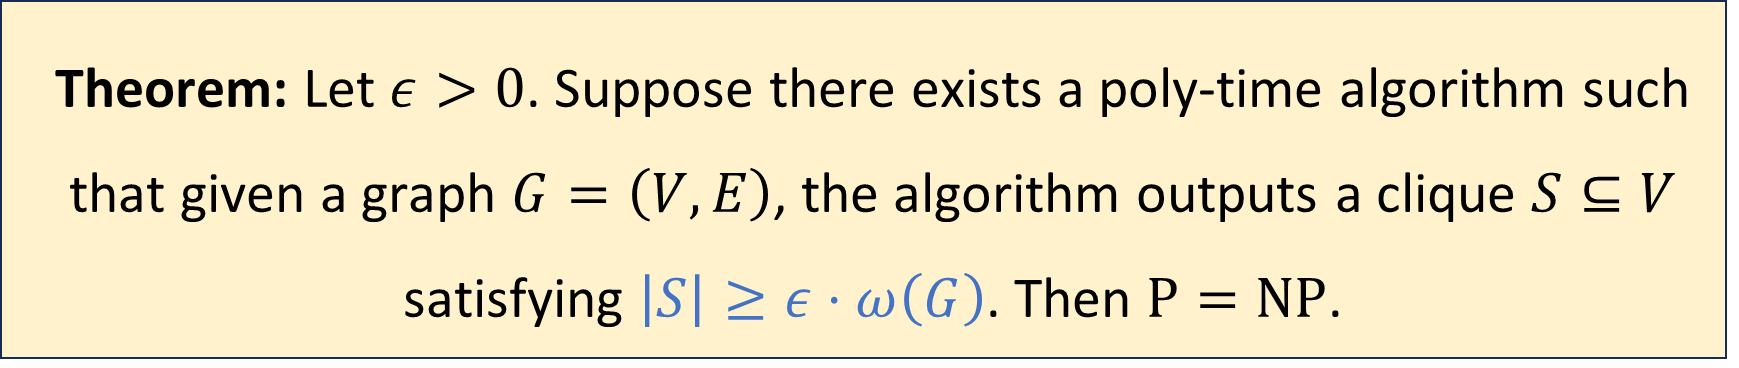 Theorem: Let ϵ > 0. Suppose there exists a poly-time algorithm such
that given a graph G = (V, E), the algorithm outputs a clique S ⊆ V
satisfying |S| ≥ ϵ · ω(G). Then P = NP.